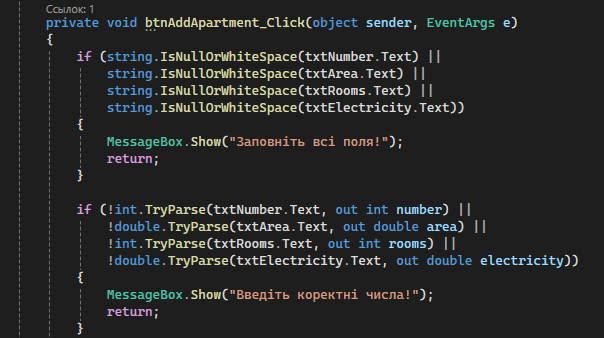 Ссылок: 1
private void btnAddApartment_Click(object sender, EventArgs e)
{
if (string.IsNullOrWhiteSpace(txtNumber.Text) ||
string.IsNullOrWhiteSpace(txtArea.Text) ||
string.IsNullOrWhiteSpace(txtRooms.Text) ||
string.IsNullOrWhiteSpace(txtElectricity.Text))
{
MessageBox.Show("Заповніть всі поля!");
return;
}
if (!int.TryParse(txtNumber.Text, out int number) ||
!double.TryParse(txtArea.Text, out double area) ||
!int.TryParse(txtRooms.Text, out int rooms) ||
!double.TryParse(txtElectricity.Text, out double electricity))
{
MessageBox.Show("Введіть коректні числа!");
return;
}